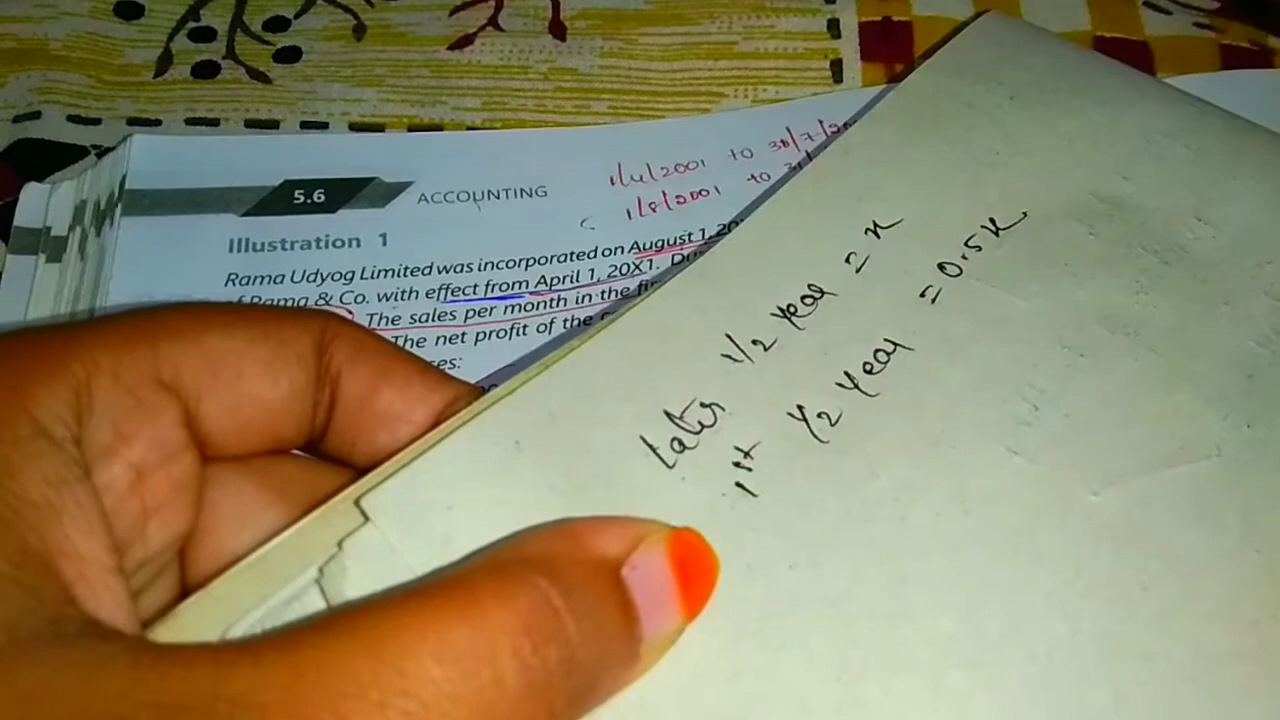 5.6 ACCOUNTING
1/4/2001 to 30/7/20
1/8/2001 to 31/
Illustration 1
Rama Udyog Limited was incorporated on August 1, 20
of Rama & Co. with effect from April 1, 20X1.
The sales per month in the fi
The net profit of the c
es:
Later 1/2 Year = x
1st 1/2 Year = 0.5x